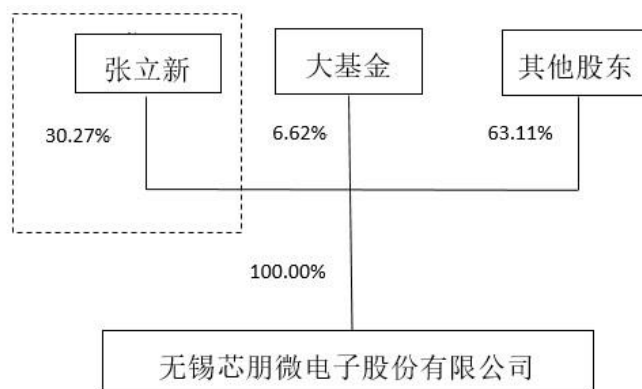 张立新
大基金
其他股东
30.27%
6.62%
63.11%
100.00%
无锡芯朋微电子股份有限公司